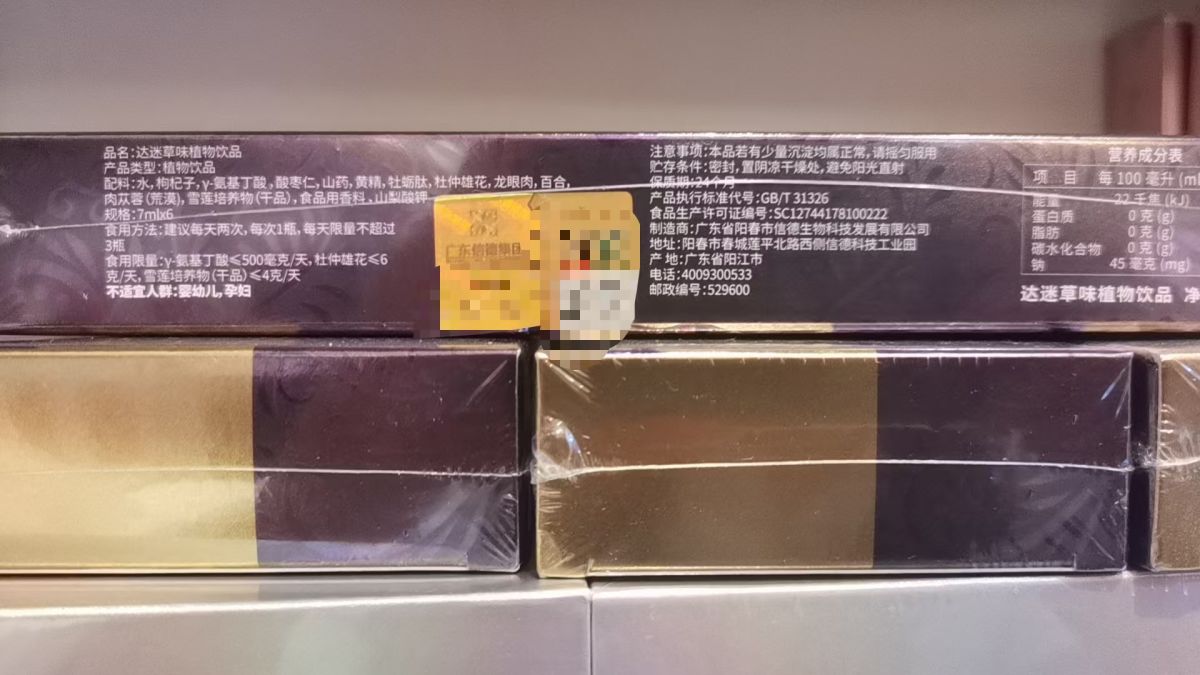 品名:达迷草味植物饮品
产品类型:植物饮品
配料:水,枸杞子,γ-氨基丁酸,酸枣仁,山药,黄精,牡蛎肽,杜仲雄花,龙眼肉,百合,
肉苁蓉(荒漠),雪莲培养物(干品),食品用香料,山梨酸钾
规格:7mlx6
食用方法:建议每天两次,每次1瓶,每天限量不超过
3瓶
食用限量:γ-氨基丁酸≤500毫克/天,杜仲雄花≤6
克/天,雪莲培养物(干品)≤4克/天
不适宜人群:婴幼儿,孕妇
广东信德集团
注意事项:本品若有少量沉淀均属正常,请摇匀服用
贮存条件:密封,置阴凉干燥处,避免阳光直射
保质期:24个月
产品执行标准代号:GB/T 31326
食品生产许可证编号:SC12744178100222
制造商:广东省阳春市信德生物科技发展有限公司
地址:阳春市春城莲平北路西侧信德科技工业园
产 地:广东省阳江市
电话:4009300533
邮政编号:529600
营养成分表
项 目 每 100 毫升 (ml
能量 22 千焦 (kJ)
蛋白质 0 克 (g)
脂肪 0 克 (g)
碳水化合物 0 克 (g)
钠 45 毫克 (mg)
达迷草味植物饮品 净